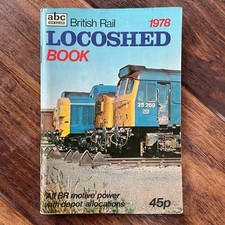 abc
British Rail
1978
LOCOSHED
BOOK
25 269
All BR motive power
with depot allocations
45p